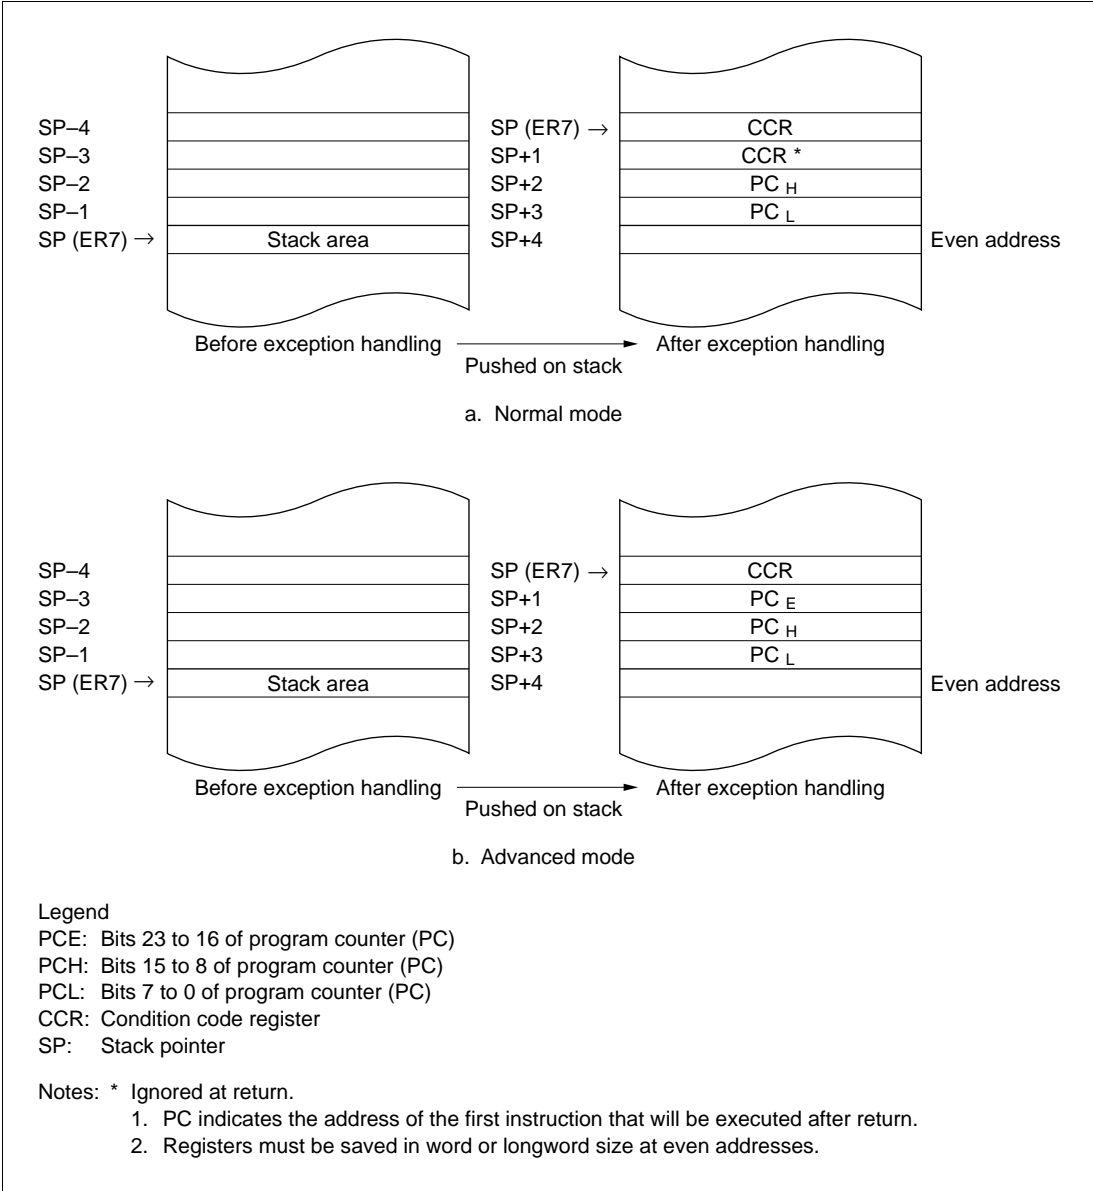 SP–4 SP (ER7) → CCR
SP–3 SP+1 CCR *
SP–2 SP+2 PC H
SP–1 SP+3 PC L
SP (ER7) → Stack area SP+4 Even address
Before exception handling After exception handling
Pushed on stack
a. Normal mode
SP–4 SP (ER7) → CCR
SP–3 SP+1 PC E
SP–2 SP+2 PC H
SP–1 SP+3 PC L
SP (ER7) → Stack area SP+4 Even address
Before exception handling After exception handling
Pushed on stack
b. Advanced mode
Legend
PCE: Bits 23 to 16 of program counter (PC)
PCH: Bits 15 to 8 of program counter (PC)
PCL: Bits 7 to 0 of program counter (PC)
CCR: Condition code register
SP: Stack pointer
Notes: * Ignored at return.
1. PC indicates the address of the first instruction that will be executed after return.
2. Registers must be saved in word or longword size at even addresses.